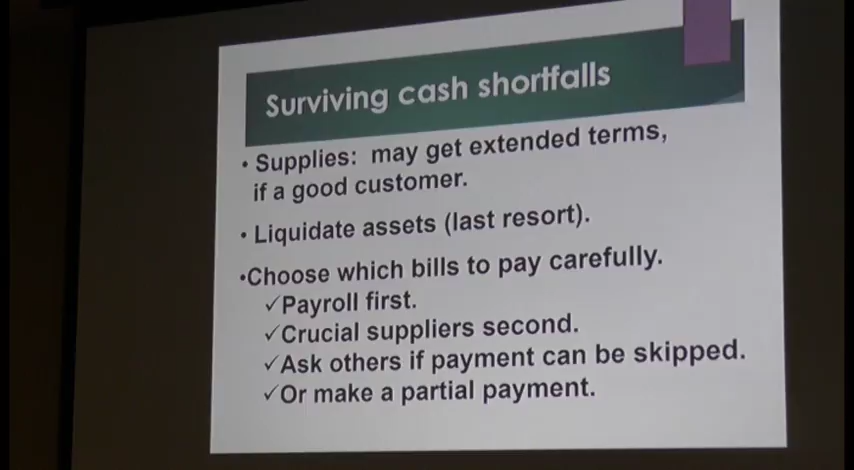 Surviving cash shortfalls
• Supplies: may get extended terms,
if a good customer.
• Liquidate assets (last resort).
•Choose which bills to pay carefully.
✓Payroll first.
✓Crucial suppliers second.
✓Ask others if payment can be skipped.
✓Or make a partial payment.